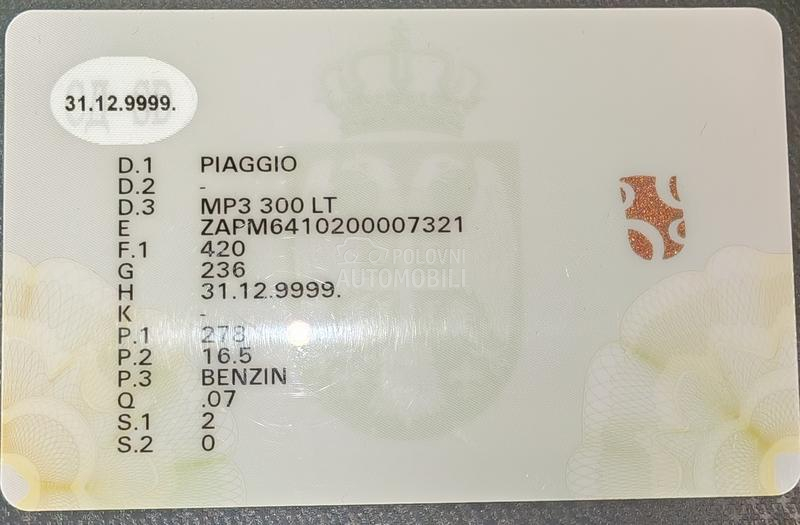 31.12.9999.
D.1 PIAGGIO
D.2 -
D.3 MP3 300 LT
E ZAPM6410200007321
F.1 420
POLOVNI
G 236
AUTOMOBILI
H 31.12.9999.
K -
P.1 278
P.2 16.5
P.3 BENZIN
Q .07
S.1 2
S.2 0